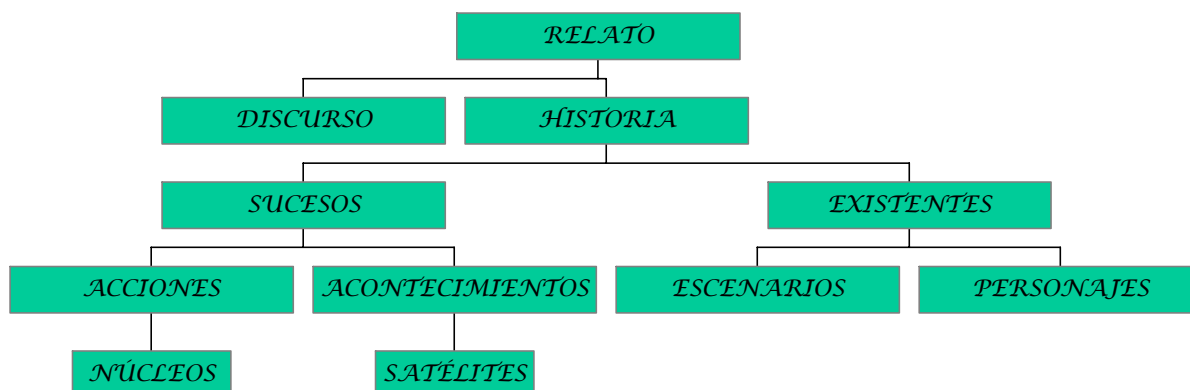 RELATO
DISCURSO
HISTORIA
SUCESOS
EXISTENTES
ACCIONES
ACONTECIMIENTOS
ESCENARIOS
PERSONAJES
NÚCLEOS
SATÉLITES